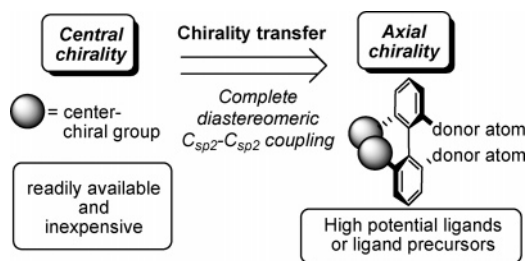 Central
chirality
Chirality transfer
Axial
chirality
= center-
chiral group
Complete
diastereomeric
Csp2-Csp2 coupling
donor atom
donor atom
readily available
and
inexpensive
High potential ligands
or ligand precursors